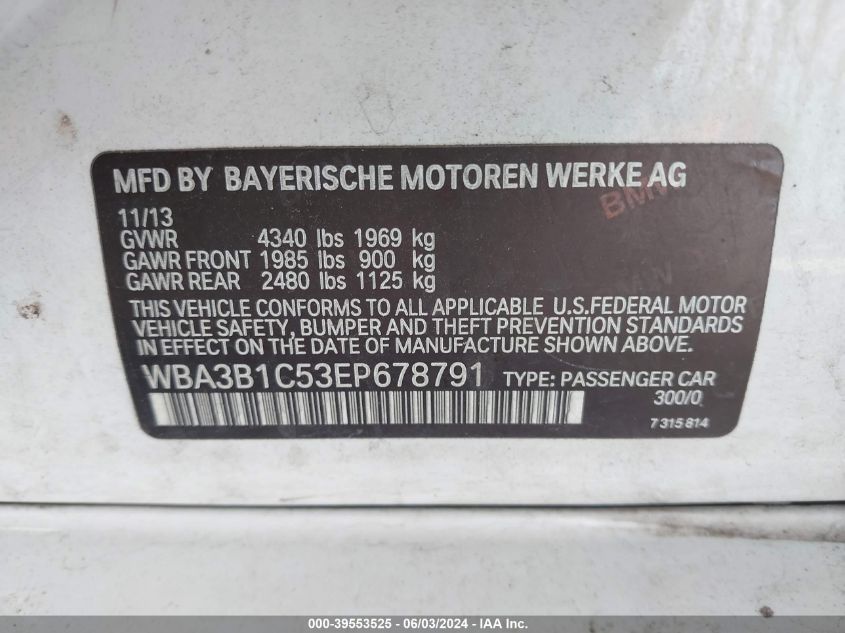 MFD BY BAYERISCHE MOTOREN WERKE AG
BMW
11/13
GVWR 4340 lbs 1969 kg
GAWR FRONT 1985 lbs 900 kg
GAWR REAR 2480 lbs 1125 kg
THIS VEHICLE CONFORMS TO ALL APPLICABLE U.S.FEDERAL MOTOR
VEHICLE SAFETY, BUMPER AND THEFT PREVENTION STANDARDS
IN EFFECT ON THE DATE OF MANUFACTURE SHOWN ABOVE.
WBA3B1C53EP678791 TYPE: PASSENGER CAR
300/0
7315814
000-39553525 - 06/03/2024 - IAA Inc.